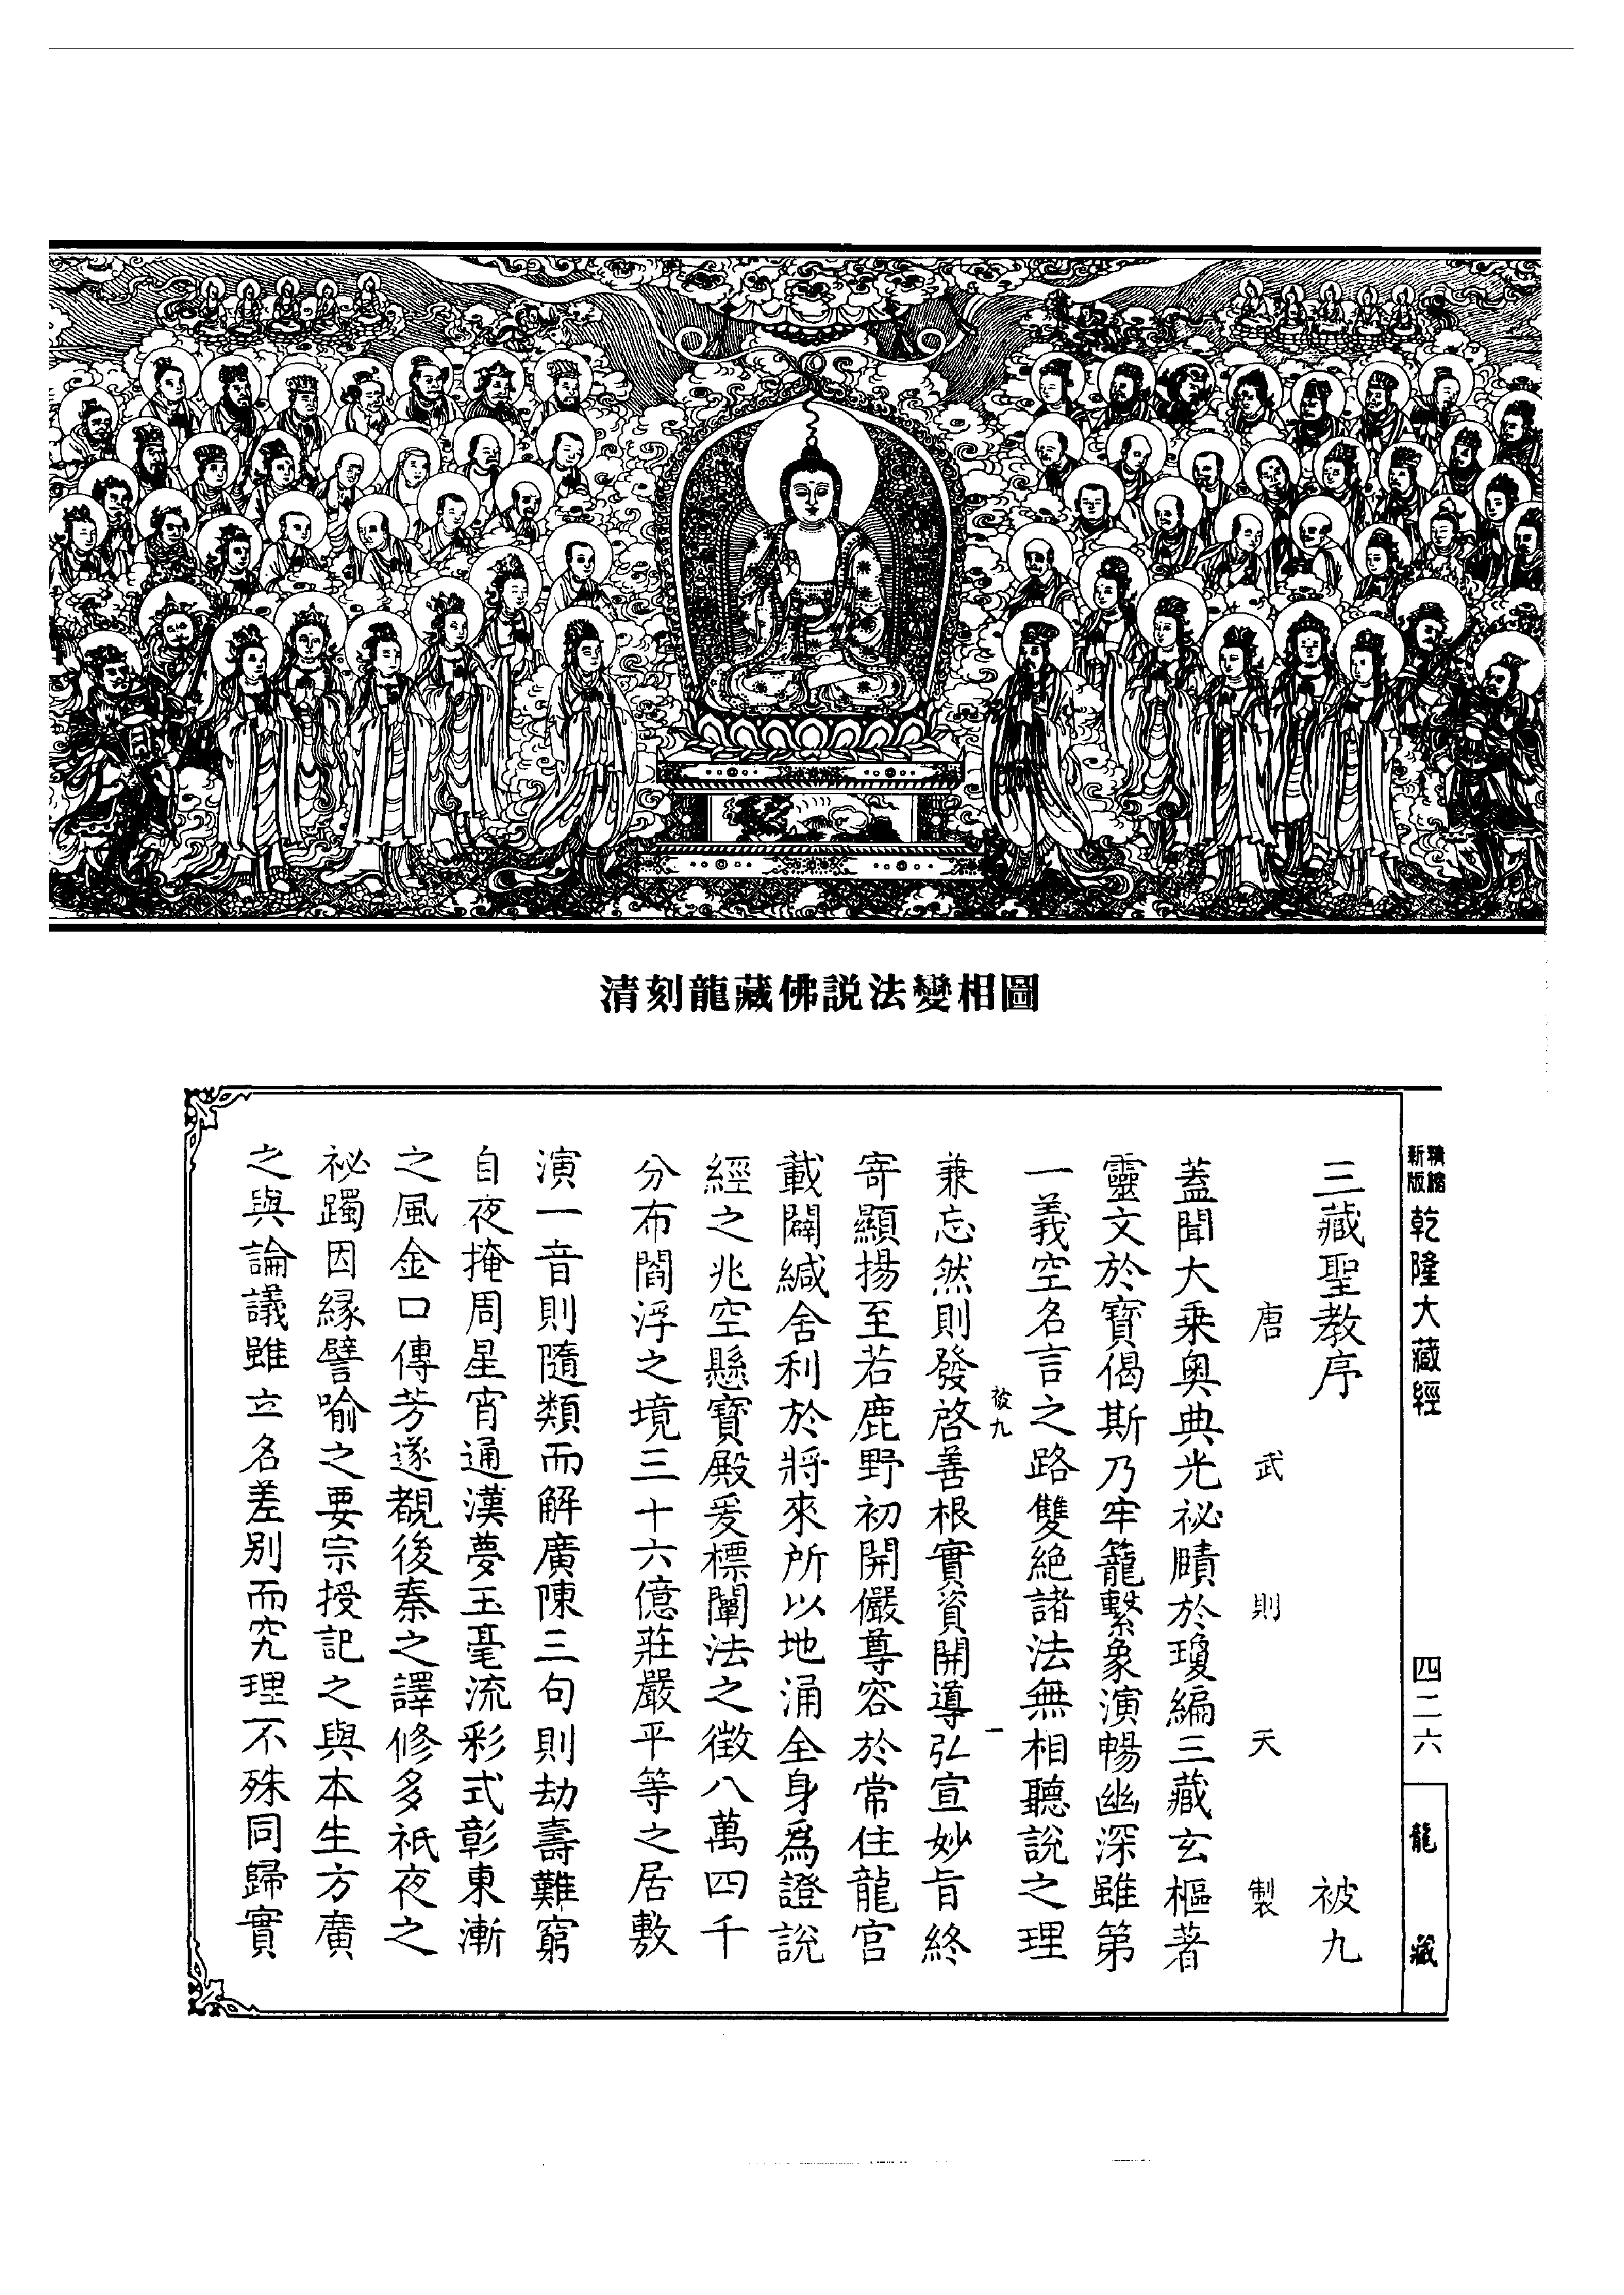 清刻龍藏佛説法變相圖
新版
精縮
乾隆大藏經
四二六
龍藏
三藏聖教序 被九
唐武則天製
蓋聞大乘奧典光祕賾於瓊編三藏玄樞著
靈文於寶偈斯乃牢籠繫象演暢幽深雖第
一義空名言之路雙絕諸法無相聽説之理
被九 一
兼忘然則發啓善根實資開導弘宣妙旨終
寄顯揚至若鹿野初開儼尊容於常住龍宮
載闢緘舍利於將來所以地涌全身爲證説
經之兆空懸寶殿爰標闡法之徵八萬四千
分布閻浮之境三十六億莊嚴平等之居敷
演一音則隨類而解廣陳三句則劫壽難窮
自夜掩周星宵通漢夢玉毫流彩式彰東漸
之風金口傳芳遂覩後秦之譯修多祇夜之
祕躅因縁譬喻之要宗授記之與本生方廣
之與論議雖立名差別而究理不殊同歸實